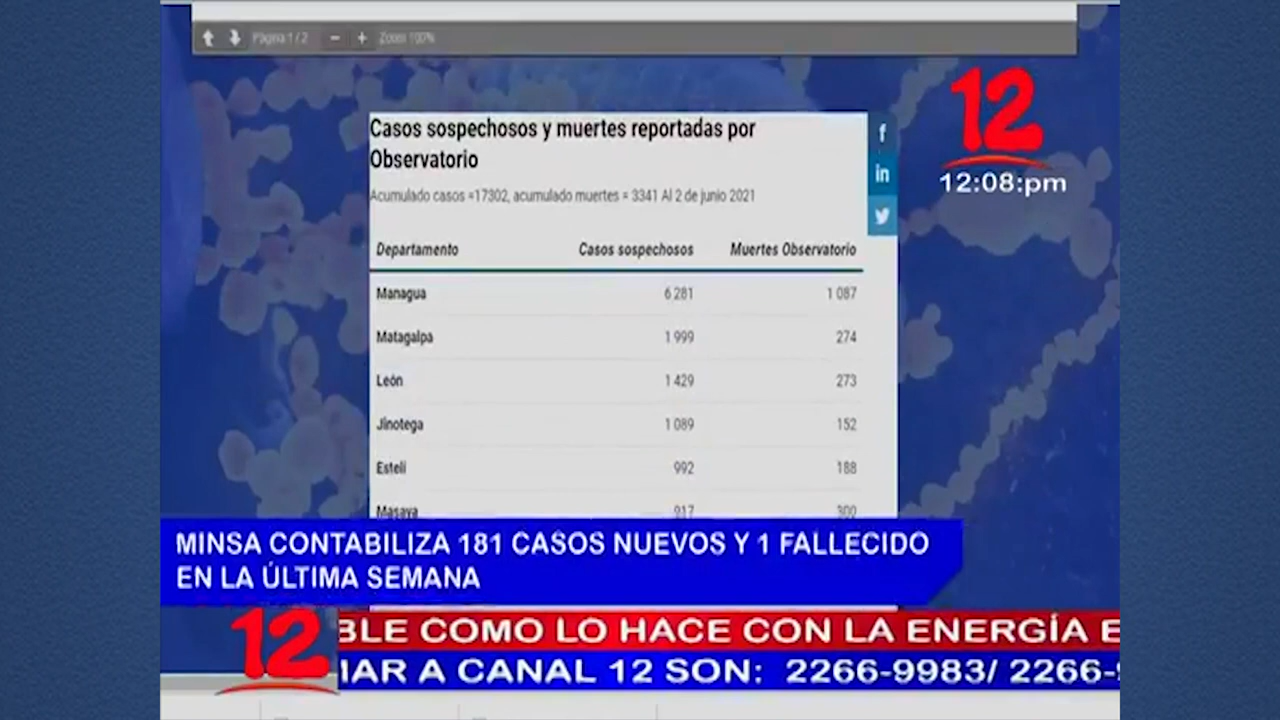 Página 1 / 2 − + Zoom 100%
12
12:08:pm
Casos sospechosos y muertes reportadas por
Observatorio
Acumulado casos =17302, acumulado muertes = 3341 Al 2 de junio 2021
f
in
Departamento Casos sospechosos Muertes Observatorio
Managua 6 281 1 087
Matagalpa 1 999 274
León 1 429 273
Jinotega 1 089 152
Estelí 992 188
Masaya 917 300
MINSA CONTABILIZA 181 CASOS NUEVOS Y 1 FALLECIDO
EN LA ÚLTIMA SEMANA
12
BLE COMO LO HACE CON LA ENERGÍA E
MAR A CANAL 12 SON: 2266-9983/ 2266-